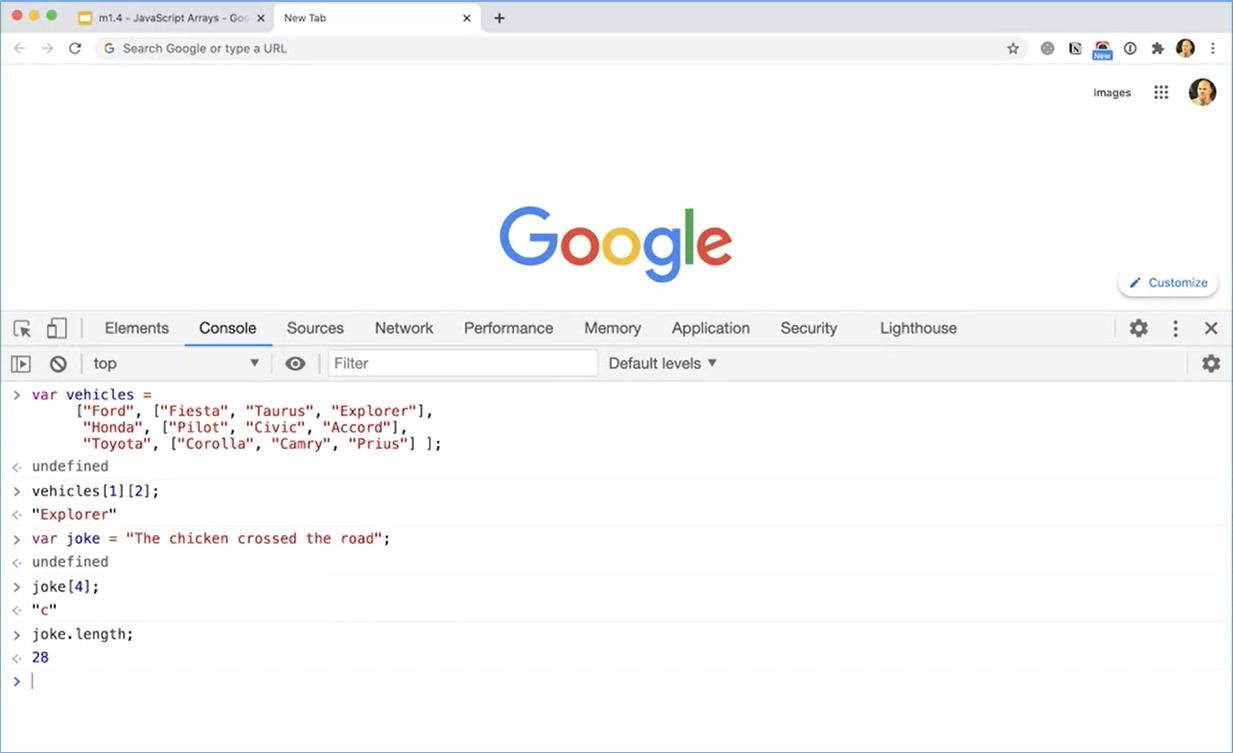 m1.4 - JavaScript Arrays - Goo
New Tab
Search Google or type a URL
New
Images
Google
Customize
Elements Console Sources Network Performance Memory Application Security Lighthouse
top Filter Default levels
var vehicles =
["Ford", ["Fiesta", "Taurus", "Explorer"],
"Honda", ["Pilot", "Civic", "Accord"],
"Toyota", ["Corolla", "Camry", "Prius"] ];
undefined
vehicles[1][2];
"Explorer"
var joke = "The chicken crossed the road";
undefined
joke[4];
"c"
joke.length;
28